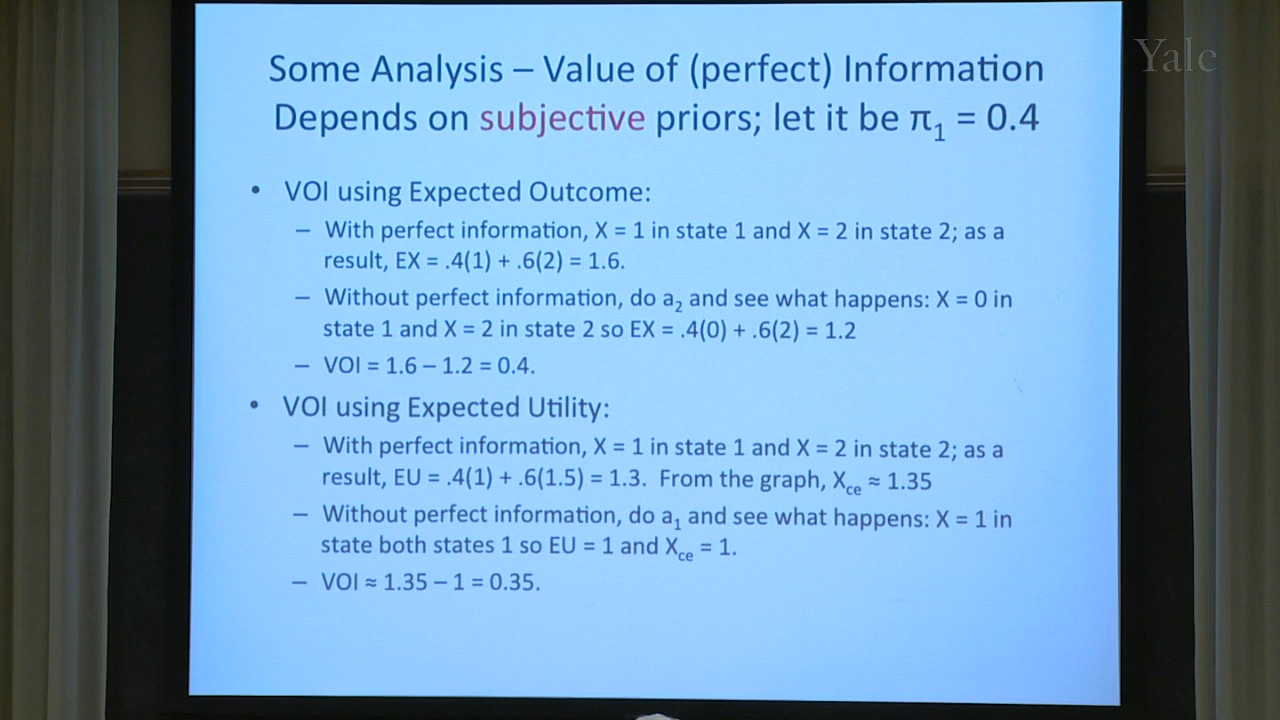 Yale
Some Analysis – Value of (perfect) Information
Depends on subjective priors; let it be π₁ = 0.4
• VOI using Expected Outcome:
– With perfect information, X = 1 in state 1 and X = 2 in state 2; as a
result, EX = .4(1) + .6(2) = 1.6.
– Without perfect information, do a₂ and see what happens: X = 0 in
state 1 and X = 2 in state 2 so EX = .4(0) + .6(2) = 1.2
– VOI = 1.6 – 1.2 = 0.4.
• VOI using Expected Utility:
– With perfect information, X = 1 in state 1 and X = 2 in state 2; as a
result, EU = .4(1) + .6(1.5) = 1.3. From the graph, Xce ≈ 1.35
– Without perfect information, do a₁ and see what happens: X = 1 in
state both states 1 so EU = 1 and Xce = 1.
– VOI ≈ 1.35 – 1 = 0.35.